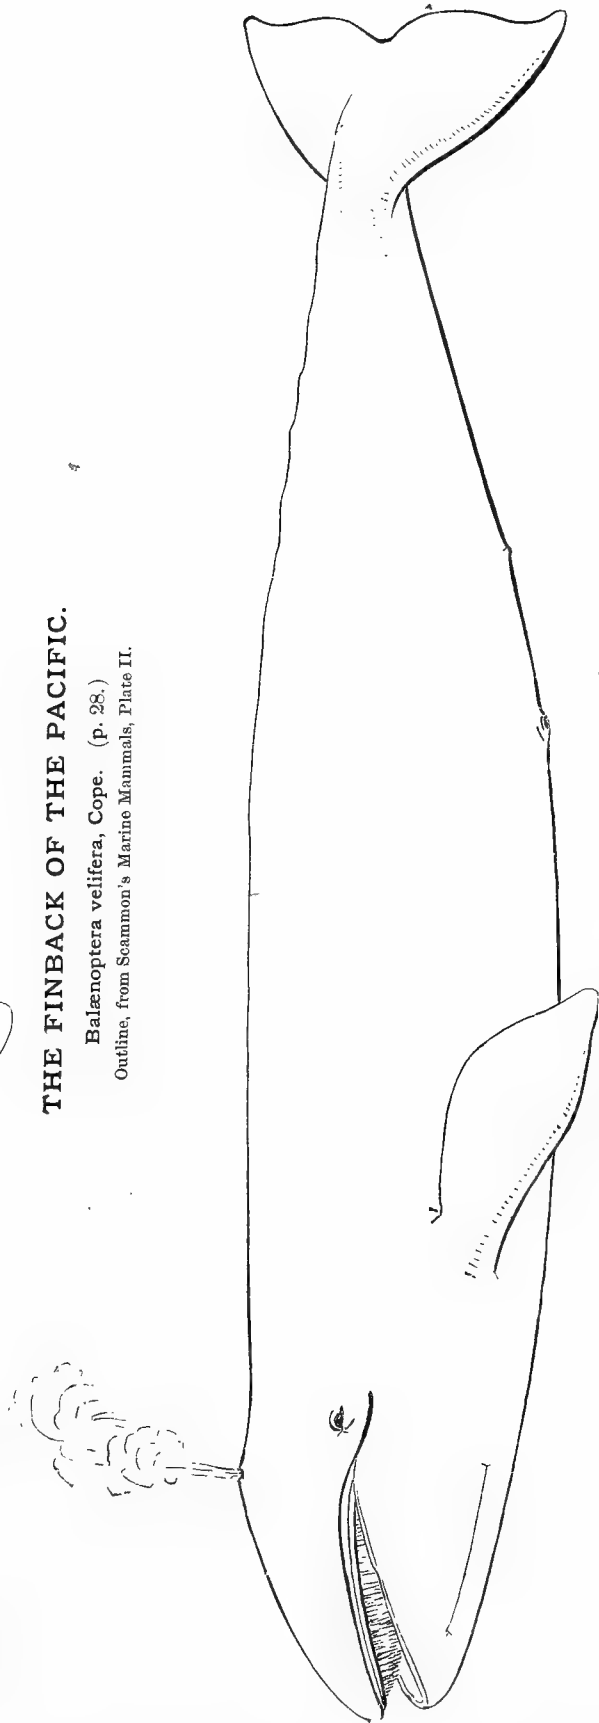 THE FINBACK OF THE PACIFIC.
Balænoptera velifera, Cope. (p. 28.)
Outline, from Scammon's Marine Mammals, Plate II.